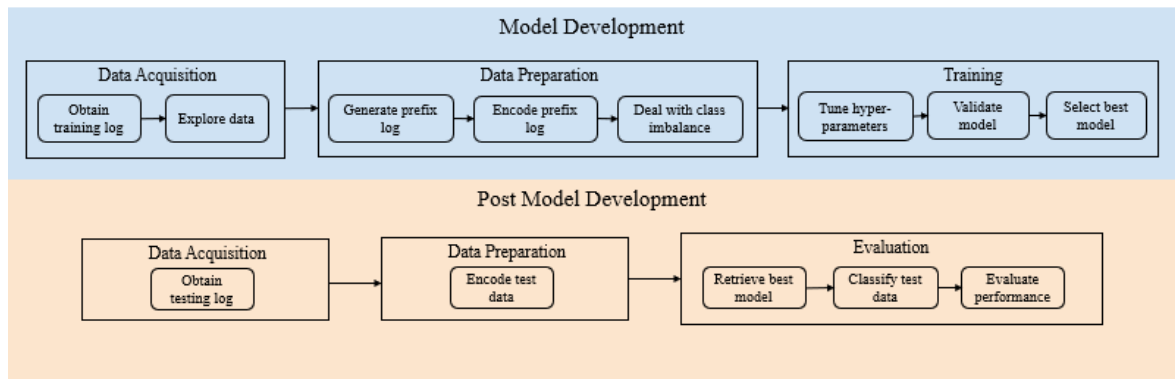 Model Development
Data Acquisition
Obtain
training log
Explore data
Data Preparation
Generate prefix
log
Encode prefix
log
Deal with class
imbalance
Training
Tune hyper-
parameters
Validate
model
Select best
model
Post Model Development
Data Acquisition
Obtain
testing log
Data Preparation
Encode test
data
Evaluation
Retrieve best
model
Classify test
data
Evaluate
performance